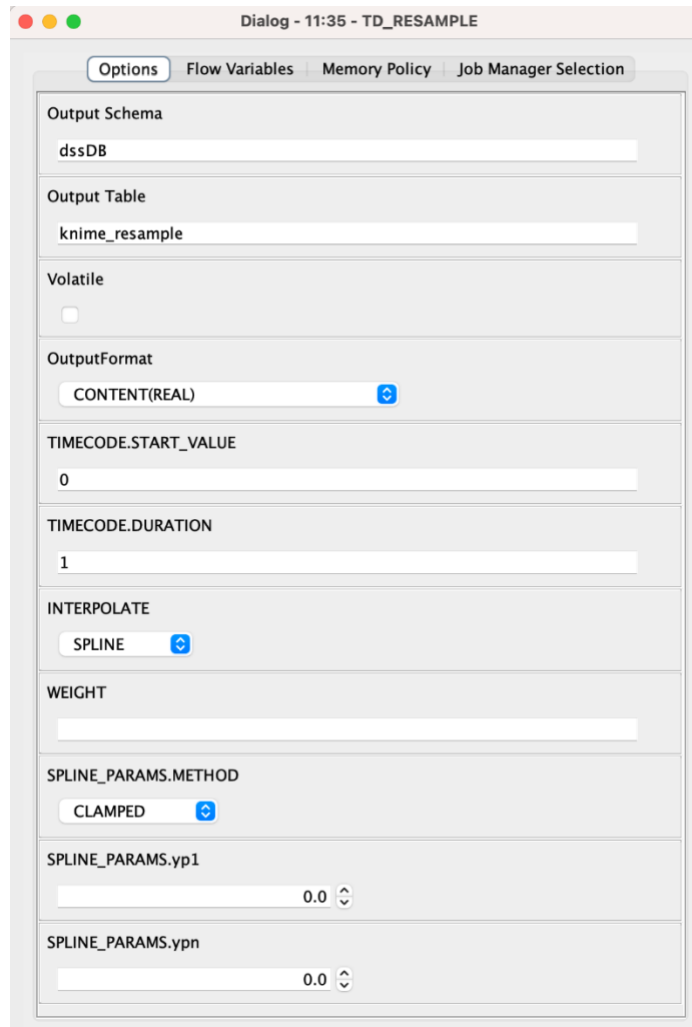 Dialog - 11:35 - TD_RESAMPLE
Options Flow Variables Memory Policy Job Manager Selection
Output Schema
dssDB
Output Table
knime_resample
Volatile
OutputFormat
CONTENT(REAL)
TIMECODE.START_VALUE
0
TIMECODE.DURATION
1
INTERPOLATE
SPLINE
WEIGHT
SPLINE_PARAMS.METHOD
CLAMPED
SPLINE_PARAMS.yp1
0.0
SPLINE_PARAMS.ypn
0.0